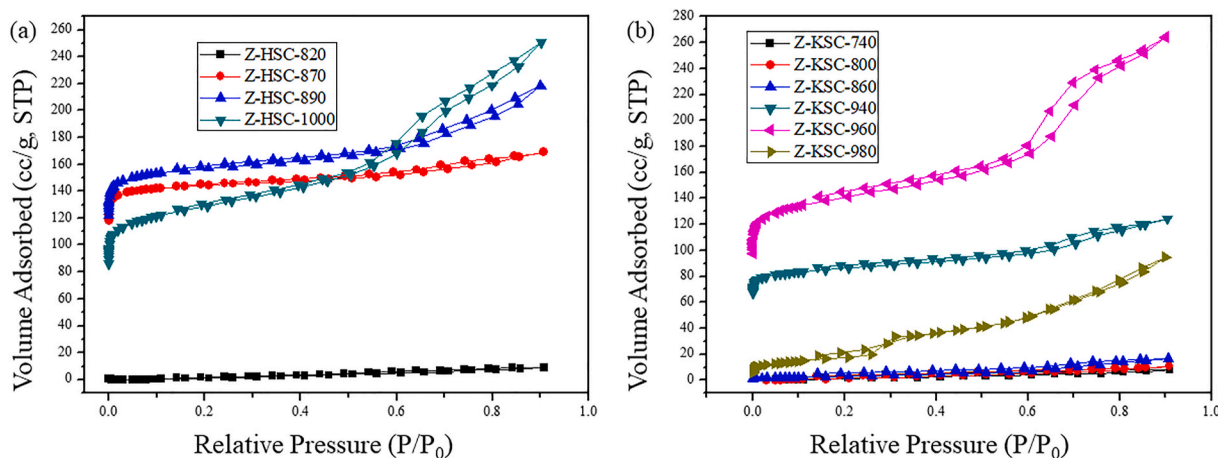 (a)
Volume Adsorbed (cc/g, STP)
260
240
220
200
180
160
140
120
100
80
60
40
20
0
Z-HSC-820
Z-HSC-870
Z-HSC-890
Z-HSC-1000
0.0 0.2 0.4 0.6 0.8 1.0
Relative Pressure (P/P0)
(b)
Volume Adsorbed (cc/g, STP)
280
260
240
220
200
180
160
140
120
100
80
60
40
20
0
Z-KSC-740
Z-KSC-800
Z-KSC-860
Z-KSC-940
Z-KSC-960
Z-KSC-980
0.0 0.2 0.4 0.6 0.8 1.0
Relative Pressure (P/P0)